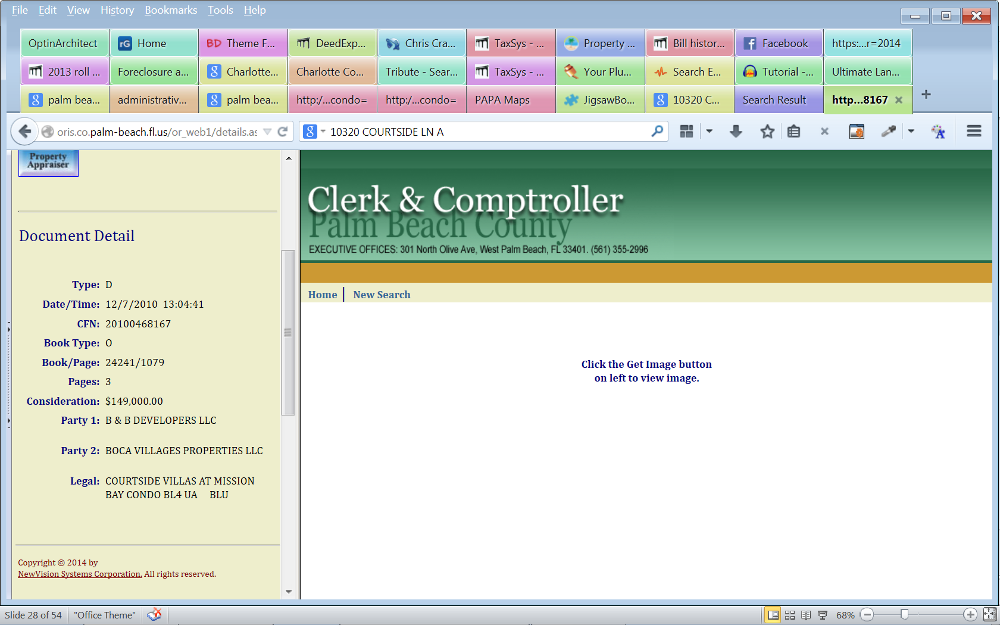 File Edit View History Bookmarks Tools Help
OptinArchitect rG Home BD Theme F... DeedExp... Chris Cra... TaxSys - ... Property ... Bill histor... Facebook https:...r=2014
2013 roll ... Foreclosure a... Charlotte... Charlotte Co... Tribute - Sear... TaxSys - ... Your Plu... Search E... Tutorial -... Ultimate Lan...
palm bea... administrativ... palm bea... http:/...condo= http:/...condo= PAPA Maps JigsawBo... 10320 C... Search Result http...8167
oris.co.palm-beach.fl.us/or_web1/details.as 10320 COURTSIDE LN A
Property
Appraiser
Document Detail
Type: D
Date/Time: 12/7/2010 13:04:41
CFN: 20100468167
Book Type: O
Book/Page: 24241/1079
Pages: 3
Consideration: $149,000.00
Party 1: B & B DEVELOPERS LLC
Party 2: BOCA VILLAGES PROPERTIES LLC
Legal: COURTSIDE VILLAS AT MISSION
BAY CONDO BL4 UA BLU
Copyright © 2014 by
NewVision Systems Corporation. All rights reserved.
Clerk & Comptroller
Palm Beach County
EXECUTIVE OFFICES: 301 North Olive Ave, West Palm Beach, FL 33401. (561) 355-2996
Home New Search
Click the Get Image button
on left to view image.
Slide 28 of 54 "Office Theme" 68%